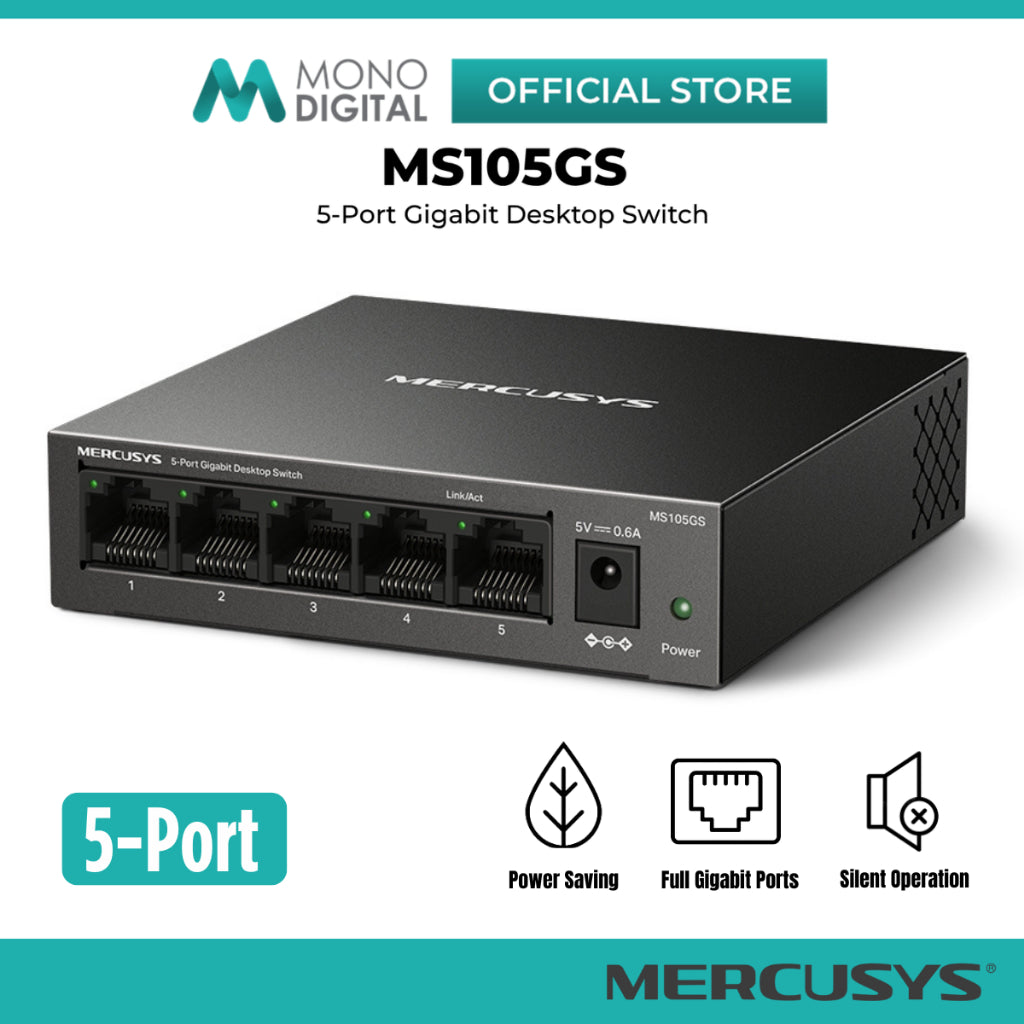 MONO
DIGITAL
OFFICIAL STORE
MS105GS
5-Port Gigabit Desktop Switch
MERCUSYS
MERCUSYS 5-Port Gigabit Desktop Switch
Link/Act
MS105GS
5V⎓0.6A
1 2 3 4 5
Power
5-Port
Power Saving
Full Gigabit Ports
Silent Operation
MERCUSYS®